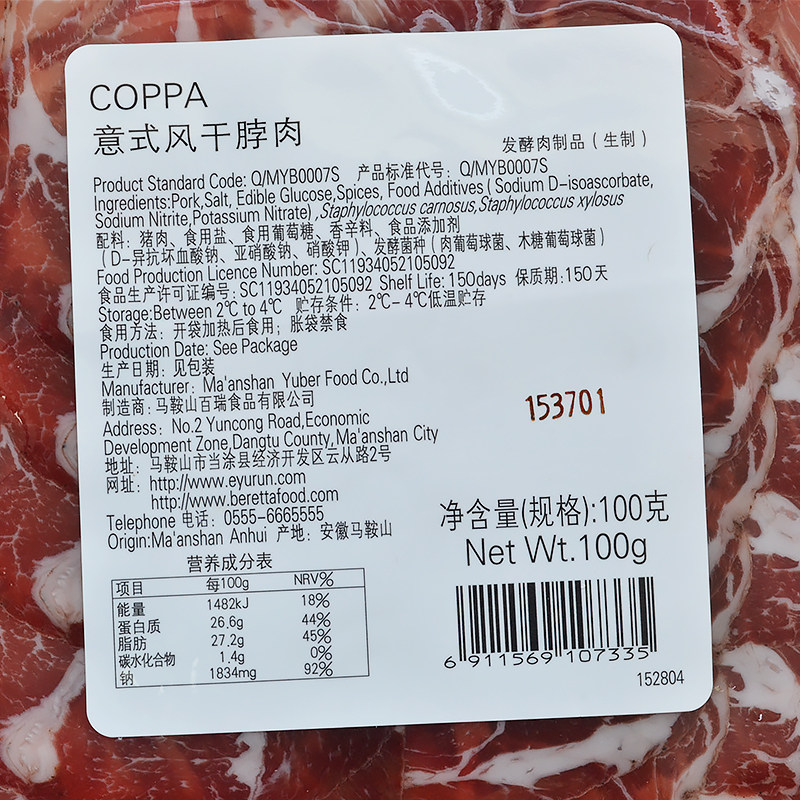 COPPA
意式风干脖肉
发酵肉制品（生制）
Product Standard Code: Q/MYB0007S 产品标准代号：Q/MYB0007S
Ingredients:Pork,Salt, Edible Glucose,Spices, Food Additives ( Sodium D-isoascorbate,
Sodium Nitrite,Potassium Nitrate) ,Staphylococcus carnosus,Staphylococcus xylosus
配料：猪肉、食用盐、食用葡萄糖、香辛料、食品添加剂
（D-异抗坏血酸钠、亚硝酸钠、硝酸钾）、发酵菌种（肉葡萄球菌、木糖葡萄球菌）
Food Production Licence Number: SC11934052105092
食品生产许可证编号：SC11934052105092 Shelf Life: 150days 保质期:150天
Storage:Between 2℃ to 4℃ 贮存条件：2℃-4℃低温贮存
食用方法：开袋加热后食用；胀袋禁食
Production Date: See Package
生产日期：见包装
Manufacturer: Ma'anshan Yuber Food Co.,Ltd
制造商：马鞍山百瑞食品有限公司
Address: No.2 Yuncong Road,Economic
Development Zone,Dangtu County,Ma'anshan City
地址：马鞍山市当涂县经济开发区云从路2号
网址：http://www.eyurun.com
http://www.berettafood.com
Telephone 电话：0555-6665555
Origin:Ma'anshan Anhui 产地：安徽马鞍山
153701
净含量(规格):100克
Net Wt.100g
营养成分表
项目 每100g NRV%
能量 1482kJ 18%
蛋白质 26.6g 44%
脂肪 27.2g 45%
碳水化合物 1.4g 0%
钠 1834mg 92%
6 911569 107335
152804